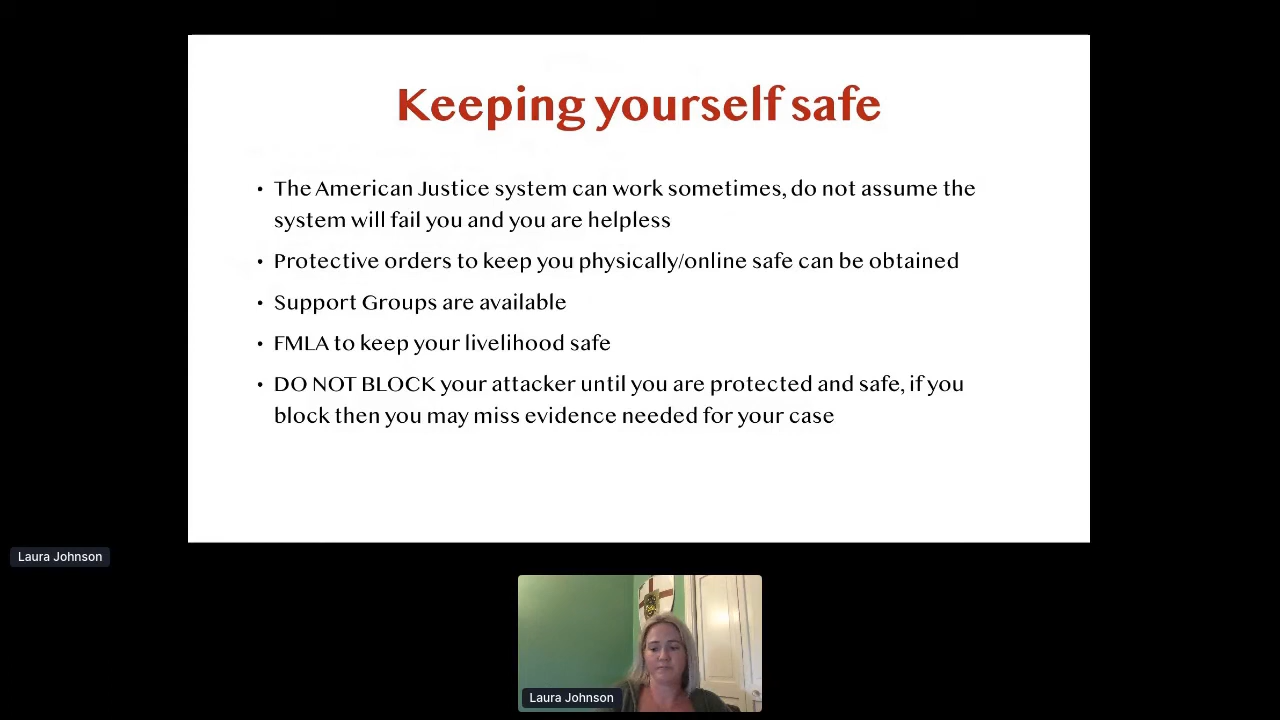 Keeping yourself safe
• The American Justice system can work sometimes, do not assume the
system will fail you and you are helpless
• Protective orders to keep you physically/online safe can be obtained
• Support Groups are available
• FMLA to keep your livelihood safe
• DO NOT BLOCK your attacker until you are protected and safe, if you
block then you may miss evidence needed for your case
Laura Johnson
Laura Johnson